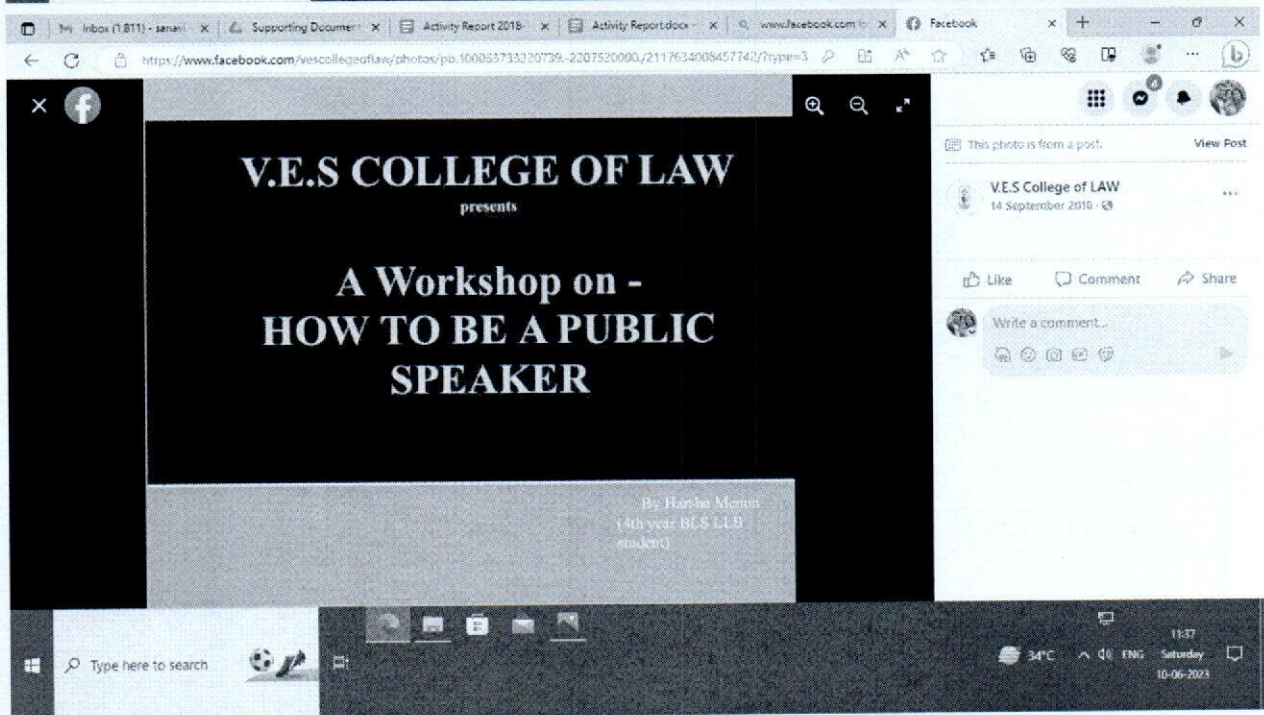 Inbox (1,811) - sanavi
Supporting Documen
Activity Report 2018-
Activity Report.docx -
www.facebook.com
Facebook
https://www.facebook.com/vescollegeoflaw/photos/pb.100063733220739.-2207520000./2117634008457742/?type=3
This photo is from a post.
View Post
V.E.S COLLEGE OF LAW
presents
A Workshop on -
HOW TO BE A PUBLIC
SPEAKER
By Harsha Menon
(4th year BLS LLB
student)
V.E.S College of LAW
14 September 2018
Like Comment Share
Write a comment...
Type here to search
34°C ENG
11:37
Saturday
10-06-2023